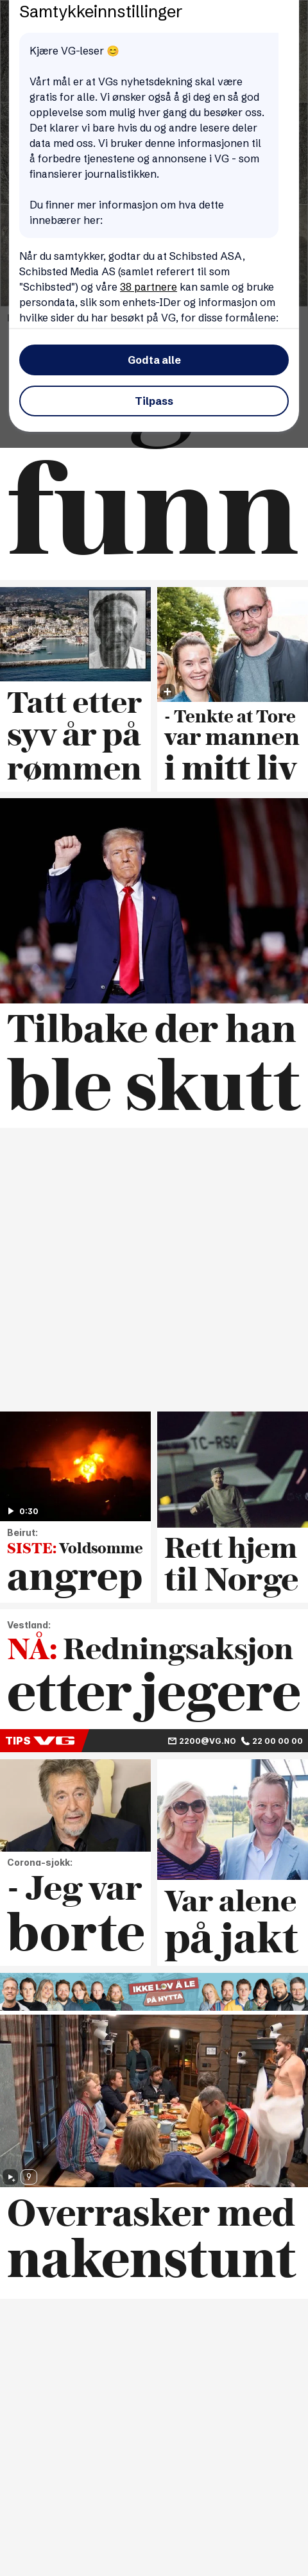 Samtykkeinnstillinger
Kjære VG-leser 😊
Vårt mål er at VGs nyhetsdekning skal være
gratis for alle. Vi ønsker også å gi deg en så god
opplevelse som mulig hver gang du besøker oss.
Det klarer vi bare hvis du og andre lesere deler
data med oss. Vi bruker denne informasjonen til
å forbedre tjenestene og annonsene i VG - som
finansierer journalistikken.
Du finner mer informasjon om hva dette
innebærer her:
Når du samtykker, godtar du at Schibsted ASA,
Schibsted Media AS (samlet referert til som
"Schibsted") og våre 38 partnere kan samle og bruke
persondata, slik som enhets-IDer og informasjon om
hvilke sider du har besøkt på VG, for disse formålene:
Godta alle
Tilpass
funn
Tatt etter
syv år på
rømmen
- Tenkte at Tore
var mannen
i mitt liv
Tilbake der han
ble skutt
0:30
TC-RSG
Beirut:
SISTE: Voldsomme
angrep
Rett hjem
til Norge
Vestland:
NÅ: Redningsaksjon
etter jegere
TIPS VG 2200@VG.NO 22 00 00 00
Corona-sjokk:
- Jeg var
borte
Var alene
på jakt
IKKE LOV Å LE
PÅ HYTTA
9
Overrasker med
nakenstunt